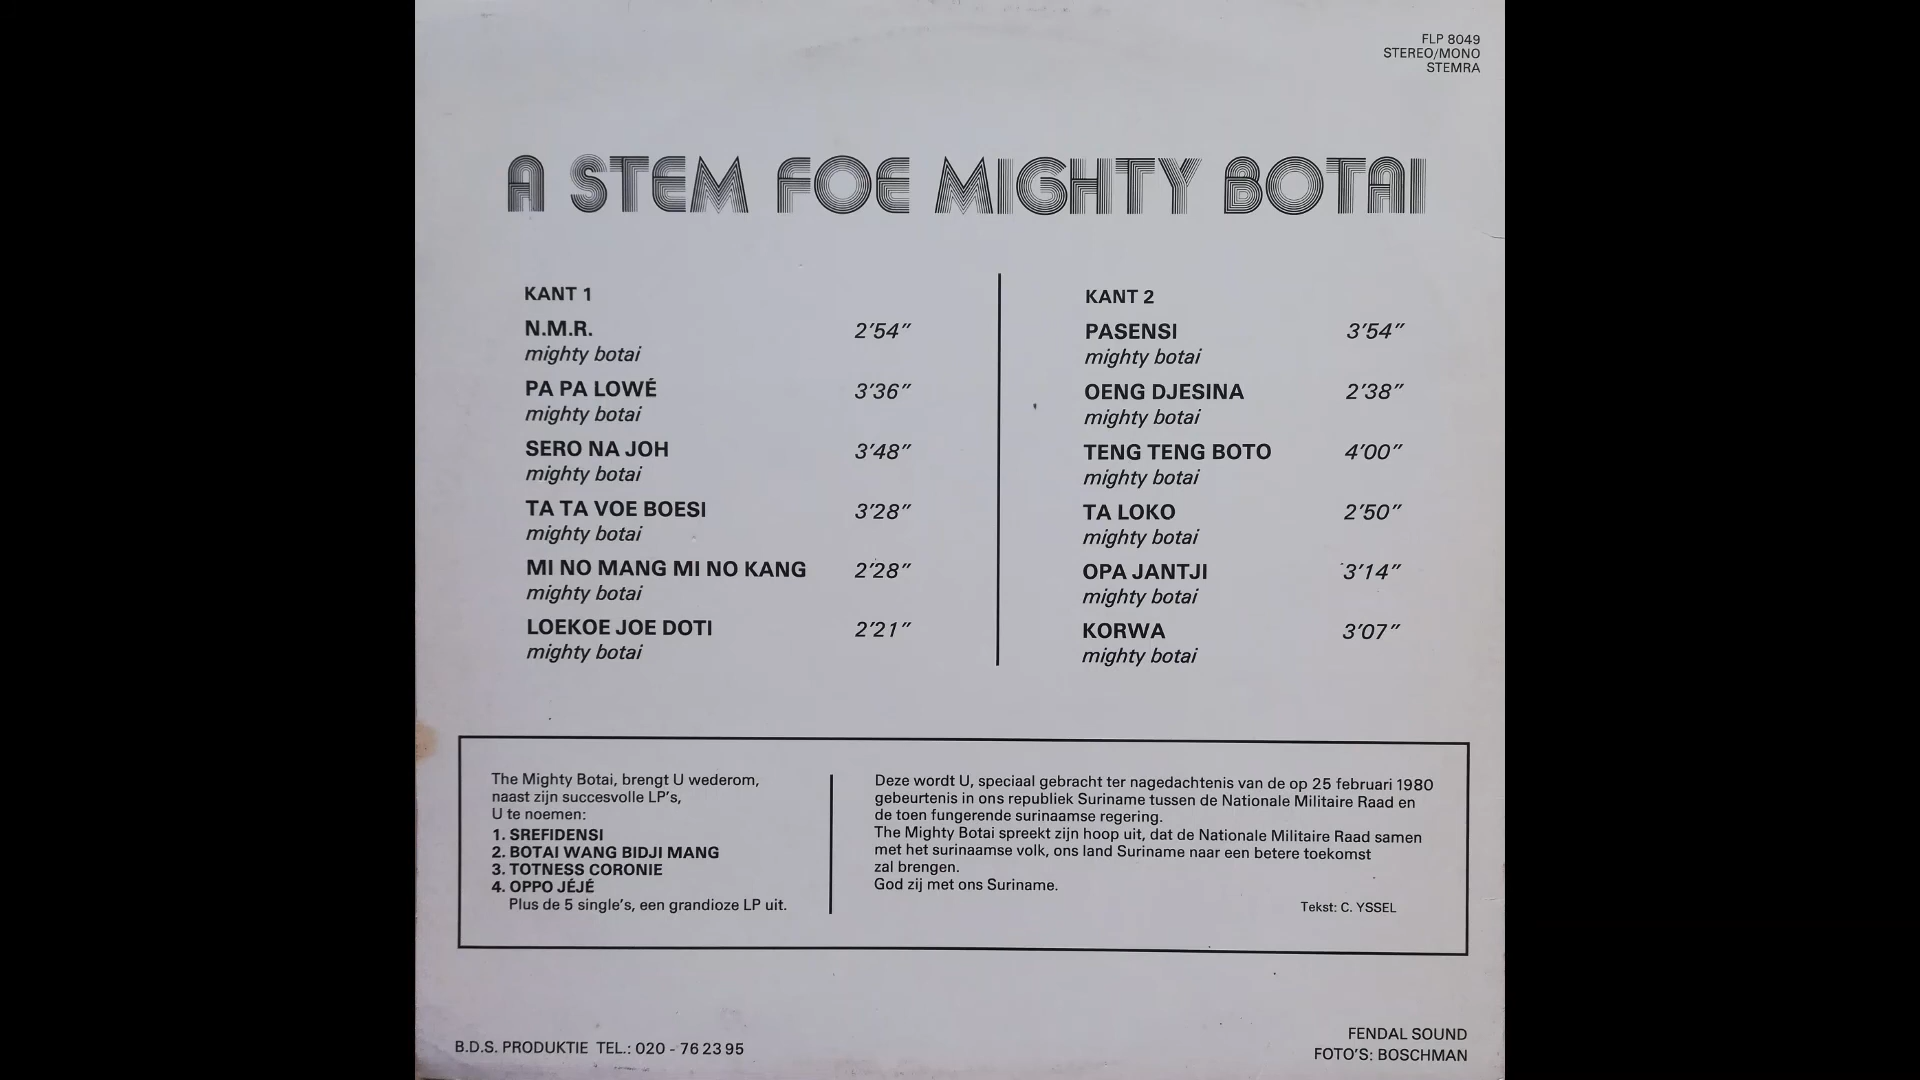 FLP 8049
STEREO/MONO
STEMRA
A STEM FOE MIGHTY BOTAI
KANT 1
N.M.R. 2'54"
mighty botai
PA PA LOWÉ 3'36"
mighty botai
SERO NA JOH 3'48"
mighty botai
TA TA VOE BOESI 3'28"
mighty botai
MI NO MANG MI NO KANG 2'28"
mighty botai
LOEKOE JOE DOTI 2'21"
mighty botai
KANT 2
PASENSI 3'54"
mighty botai
OENG DJESINA 2'38"
mighty botai
TENG TENG BOTO 4'00"
mighty botai
TA LOKO 2'50"
mighty botai
OPA JANTJI 3'14"
mighty botai
KORWA 3'07"
mighty botai
The Mighty Botai, brengt U wederom,
naast zijn succesvolle LP's,
U te noemen:
1. SREFIDENSI
2. BOTAI WANG BIDJI MANG
3. TOTNESS CORONIE
4. OPPO JÉJÉ
Plus de 5 single's, een grandioze LP uit.
Deze wordt U, speciaal gebracht ter nagedachtenis van de op 25 februari 1980
gebeurtenis in ons republiek Suriname tussen de Nationale Militaire Raad en
de toen fungerende surinaamse regering.
The Mighty Botai spreekt zijn hoop uit, dat de Nationale Militaire Raad samen
met het surinaamse volk, ons land Suriname naar een betere toekomst
zal brengen.
God zij met ons Suriname.
Tekst: C. YSSEL
B.D.S. PRODUKTIE TEL.: 020 - 76 23 95
FENDAL SOUND
FOTO'S: BOSCHMAN